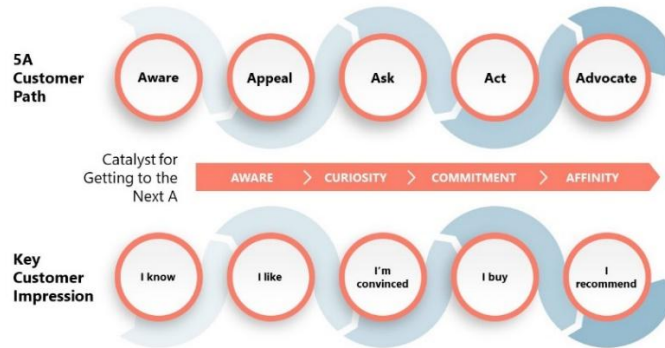 5A
Customer
Path
Aware
Appeal
Ask
Act
Advocate
Catalyst for
Getting to the
Next A
AWARE
CURIOSITY
COMMITMENT
AFFINITY
Key
Customer
Impression
I know
I like
I'm
convinced
I buy
I
recommend